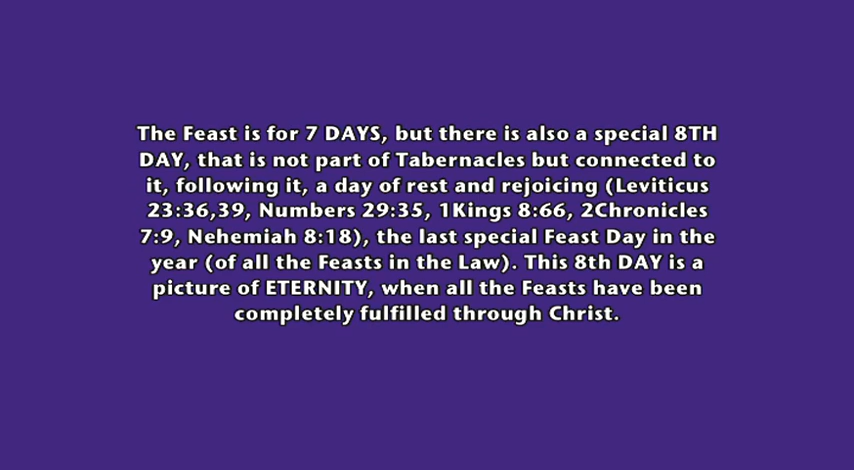 The Feast is for 7 DAYS, but there is also a special 8TH
DAY, that is not part of Tabernacles but connected to
it, following it, a day of rest and rejoicing (Leviticus
23:36,39, Numbers 29:35, 1Kings 8:66, 2Chronicles
7:9, Nehemiah 8:18), the last special Feast Day in the
year (of all the Feasts in the Law). This 8th DAY is a
picture of ETERNITY, when all the Feasts have been
completely fulfilled through Christ.